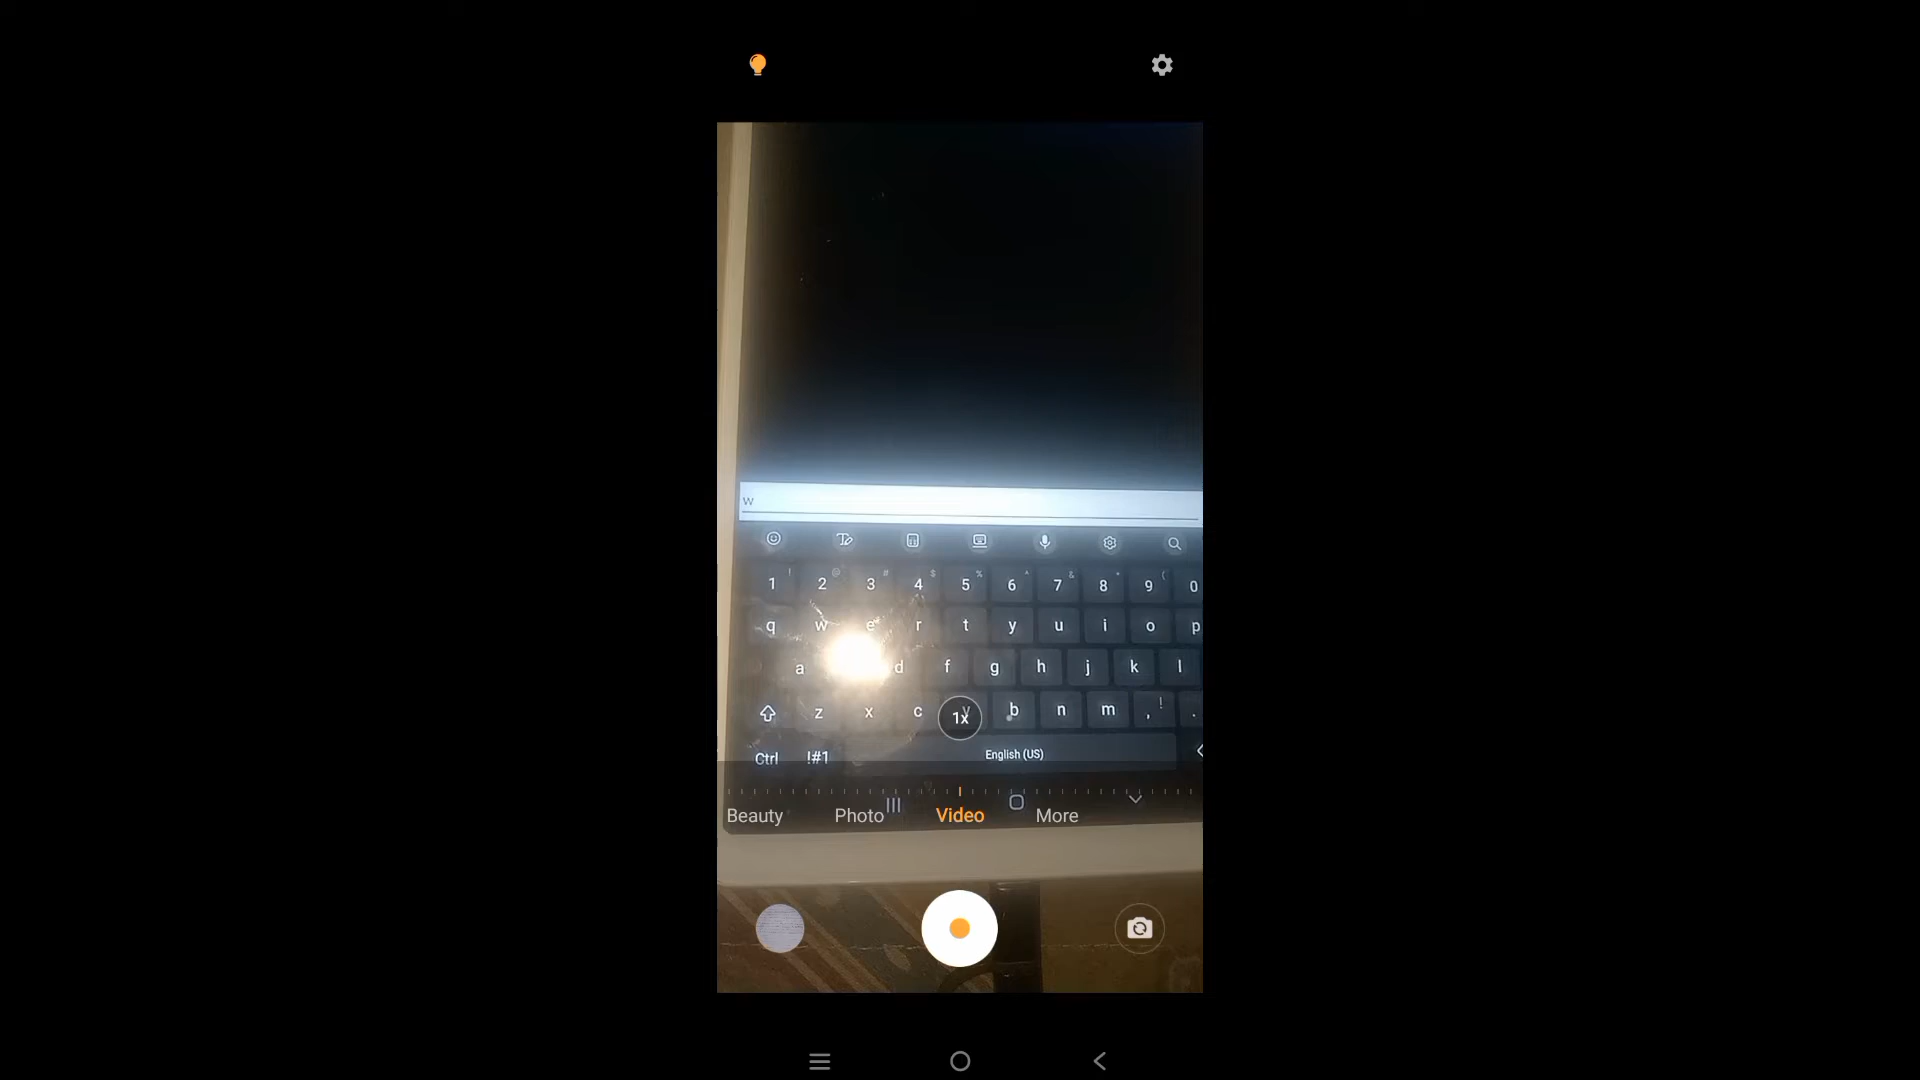 w
1 ! 2 @ 3 # 4 $ 5 % 6 ^ 7 & 8 * 9 ( 0
q w e r t y u i o p
a d f g h j k l
z x c v b n m , ! .
1x
Ctrl !#1 English (US)
Beauty Photo Video More